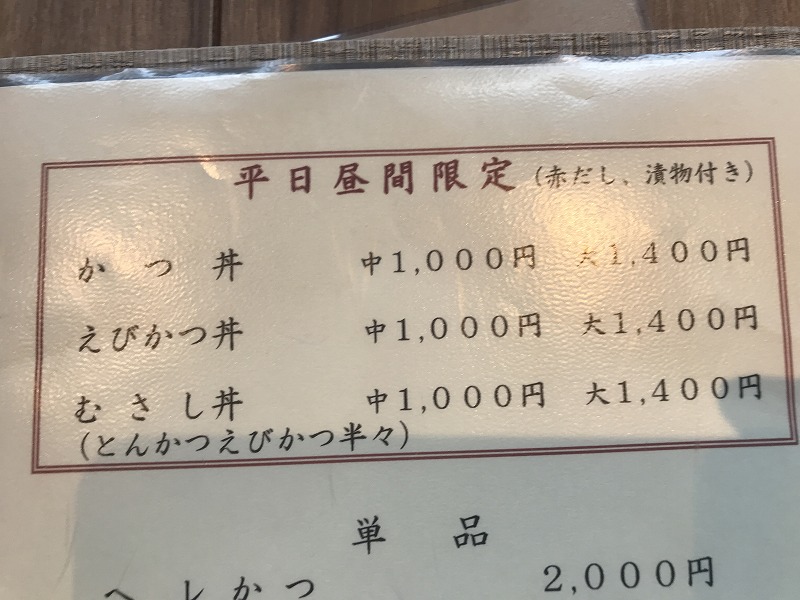 平日昼間限定 (赤だし、漬物付き)
かつ丼 中1,000円 大1,400円
えびかつ丼 中1,000円 大1,400円
むさし丼 中1,000円 大1,400円
(とんかつえびかつ半々)
単品
へしかつ 2,000円